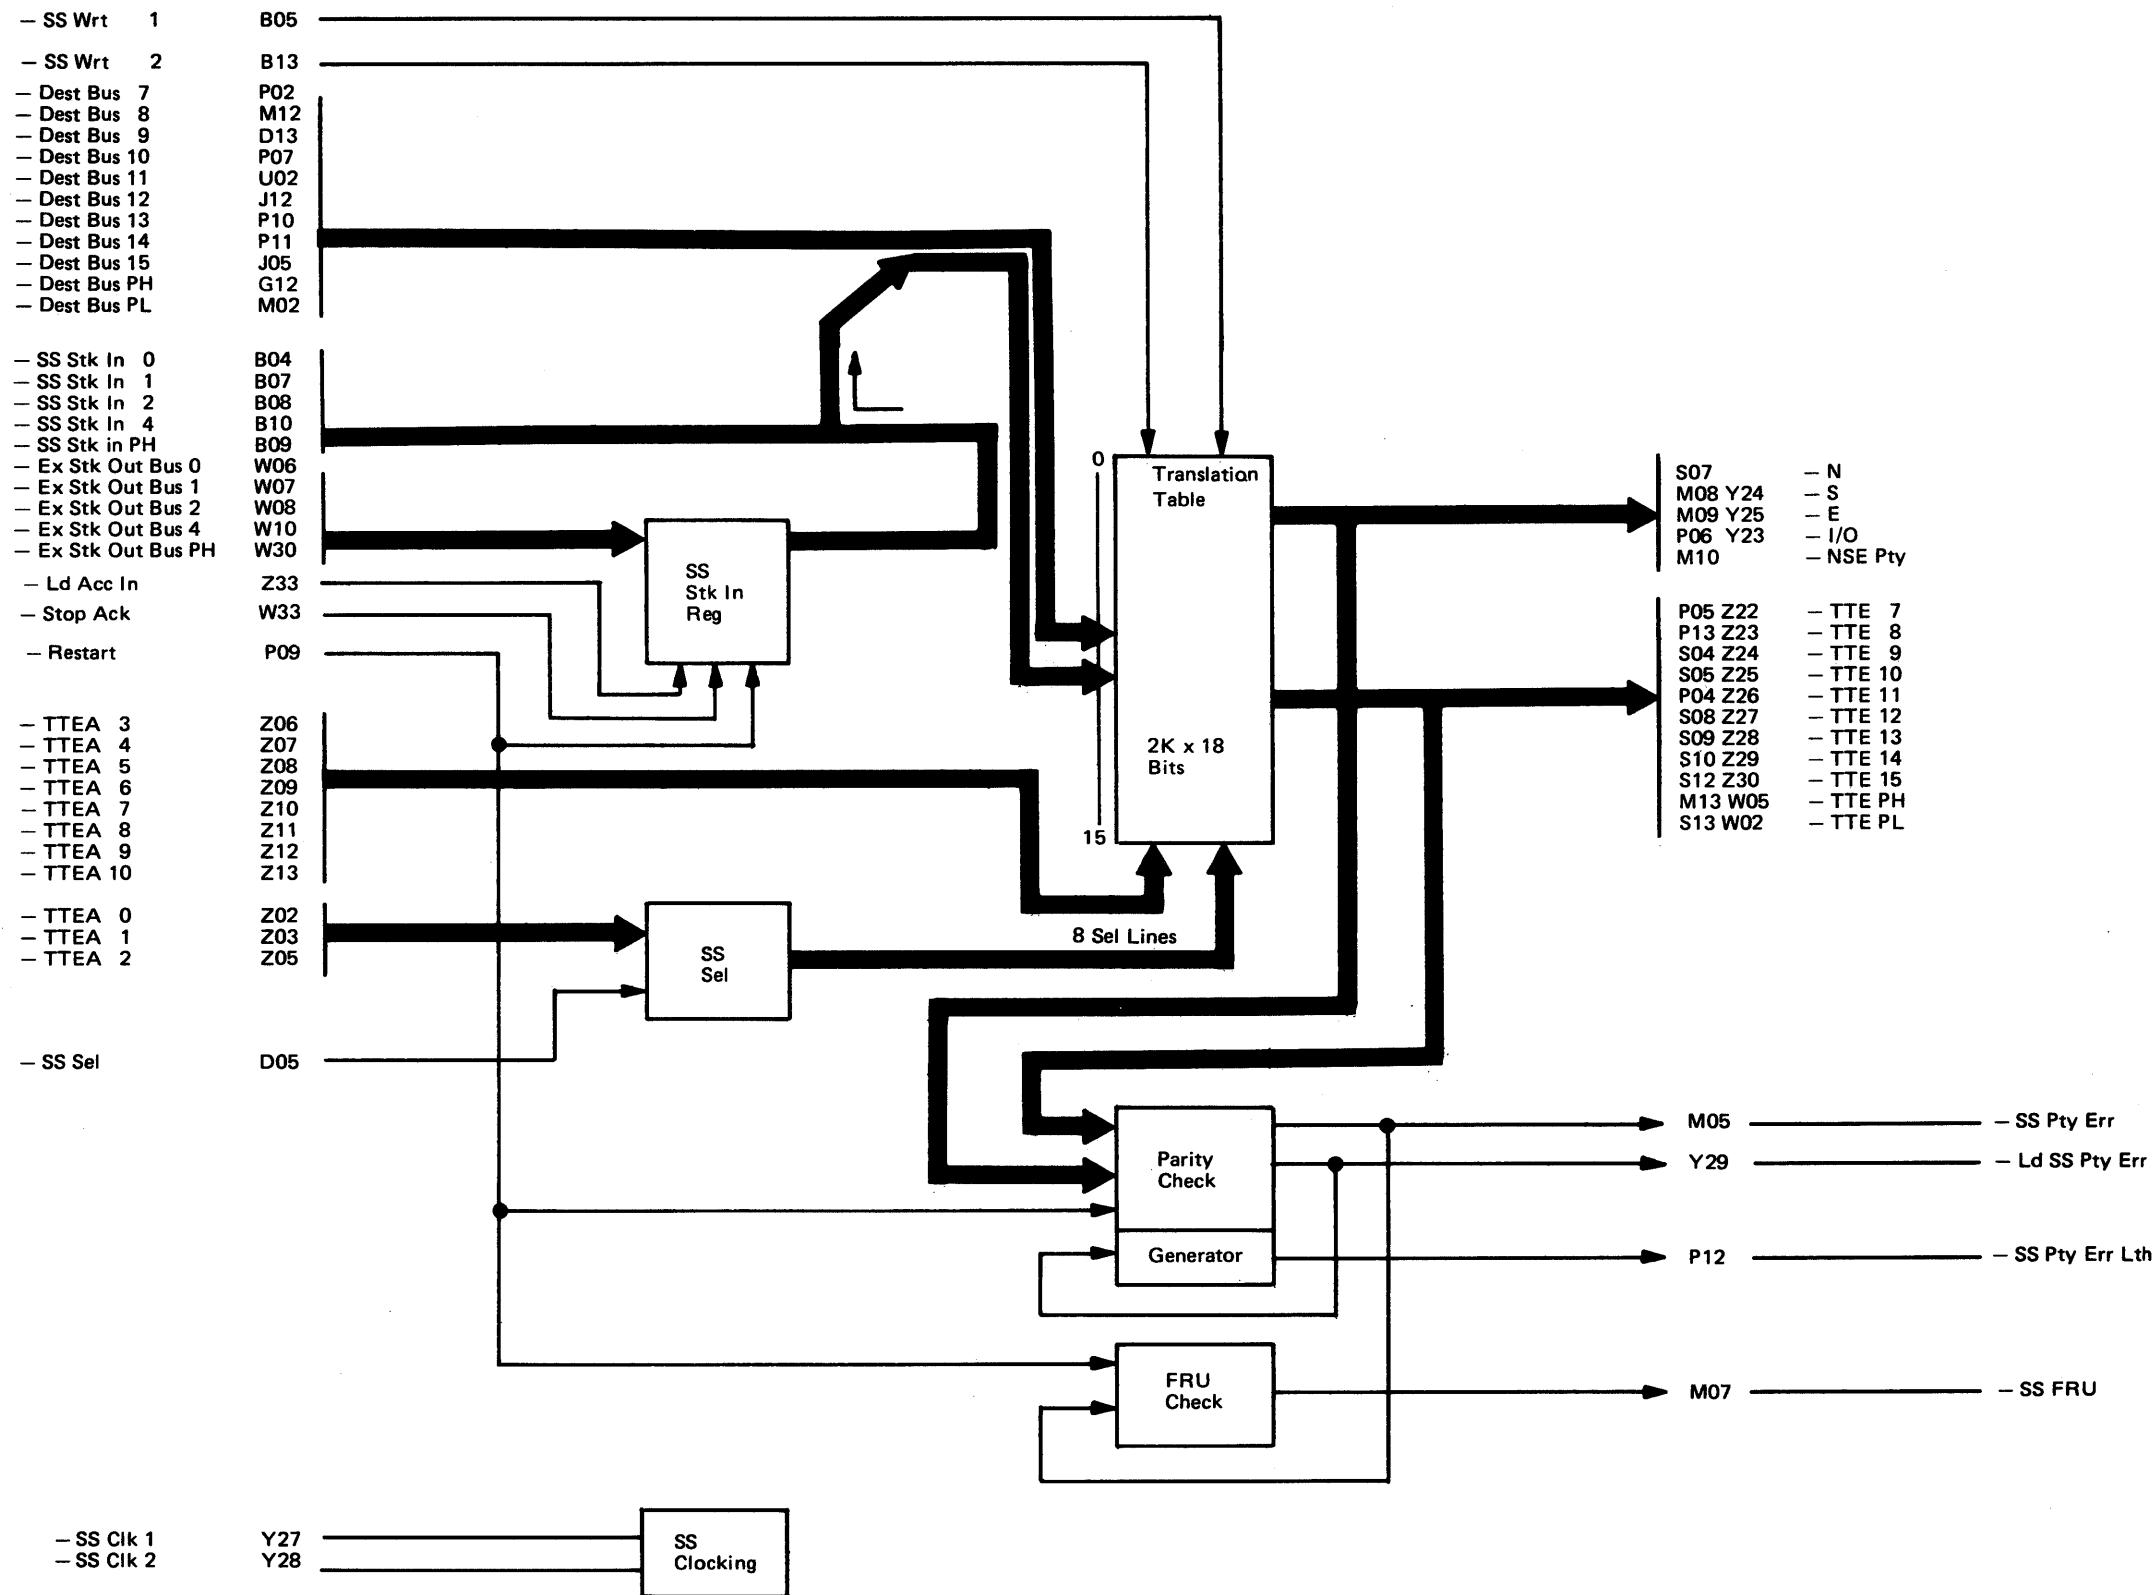 — SS Wrt 1 B05
— SS Wrt 2 B13
— Dest Bus 7 P02
— Dest Bus 8 M12
— Dest Bus 9 D13
— Dest Bus 10 P07
— Dest Bus 11 U02
— Dest Bus 12 J12
— Dest Bus 13 P10
— Dest Bus 14 P11
— Dest Bus 15 J05
— Dest Bus PH G12
— Dest Bus PL M02
— SS Stk In 0 B04
— SS Stk In 1 B07
— SS Stk In 2 B08
— SS Stk In 4 B10
— SS Stk in PH B09
— Ex Stk Out Bus 0 W06
— Ex Stk Out Bus 1 W07
— Ex Stk Out Bus 2 W08
— Ex Stk Out Bus 4 W10
— Ex Stk Out Bus PH W30
— Ld Acc In Z33
— Stop Ack W33
— Restart P09
— TTEA 3 Z06
— TTEA 4 Z07
— TTEA 5 Z08
— TTEA 6 Z09
— TTEA 7 Z10
— TTEA 8 Z11
— TTEA 9 Z12
— TTEA 10 Z13
— TTEA 0 Z02
— TTEA 1 Z03
— TTEA 2 Z05
— SS Sel D05
— SS Clk 1 Y27
— SS Clk 2 Y28
SS
Stk In
Reg
SS
Sel
8 Sel Lines
SS
Clocking
0
Translation
Table
2K x 18
Bits
15
Parity
Check
Generator
FRU
Check
S07 — N
M08 Y24 — S
M09 Y25 — E
P06 Y23 — I/O
M10 — NSE Pty
P05 Z22 — TTE 7
P13 Z23 — TTE 8
S04 Z24 — TTE 9
S05 Z25 — TTE 10
P04 Z26 — TTE 11
S08 Z27 — TTE 12
S09 Z28 — TTE 13
S10 Z29 — TTE 14
S12 Z30 — TTE 15
M13 W05 — TTE PH
S13 W02 — TTE PL
M05 — SS Pty Err
Y29 — Ld SS Pty Err
P12 — SS Pty Err Lth
M07 — SS FRU